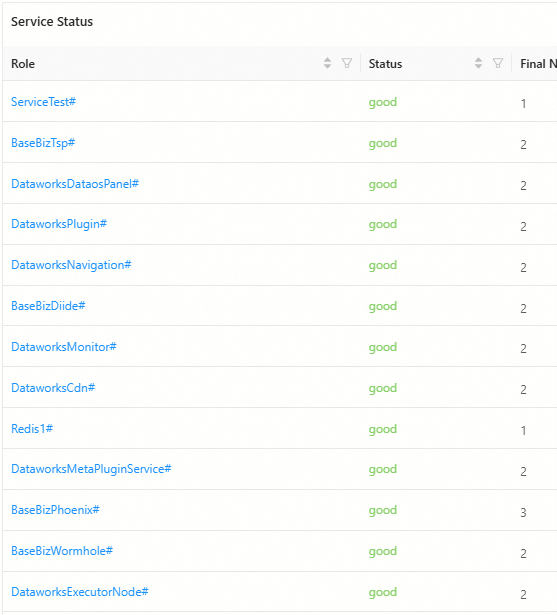 Service Status
Role Status Final N
ServiceTest# good 1
BaseBizTsp# good 2
DataworksDataosPanel# good 2
DataworksPlugin# good 2
DataworksNavigation# good 2
BaseBizDiide# good 2
DataworksMonitor# good 2
DataworksCdn# good 2
Redis1# good 1
DataworksMetaPluginService# good 2
BaseBizPhoenix# good 3
BaseBizWormhole# good 2
DataworksExecutorNode# good 2